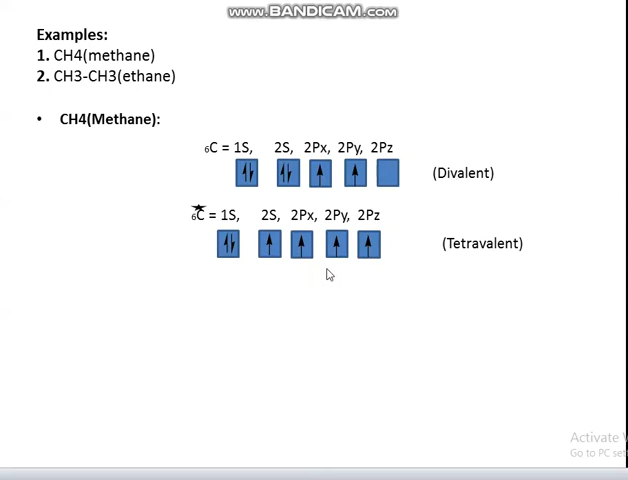 www.BANDICAM.com
Examples:
1. CH4(methane)
2. CH3-CH3(ethane)
• CH4(Methane):
6C = 1S, 2S, 2Px, 2Py, 2Pz
(Divalent)
6C = 1S, 2S, 2Px, 2Py, 2Pz
(Tetravalent)
Activate
Go to PC